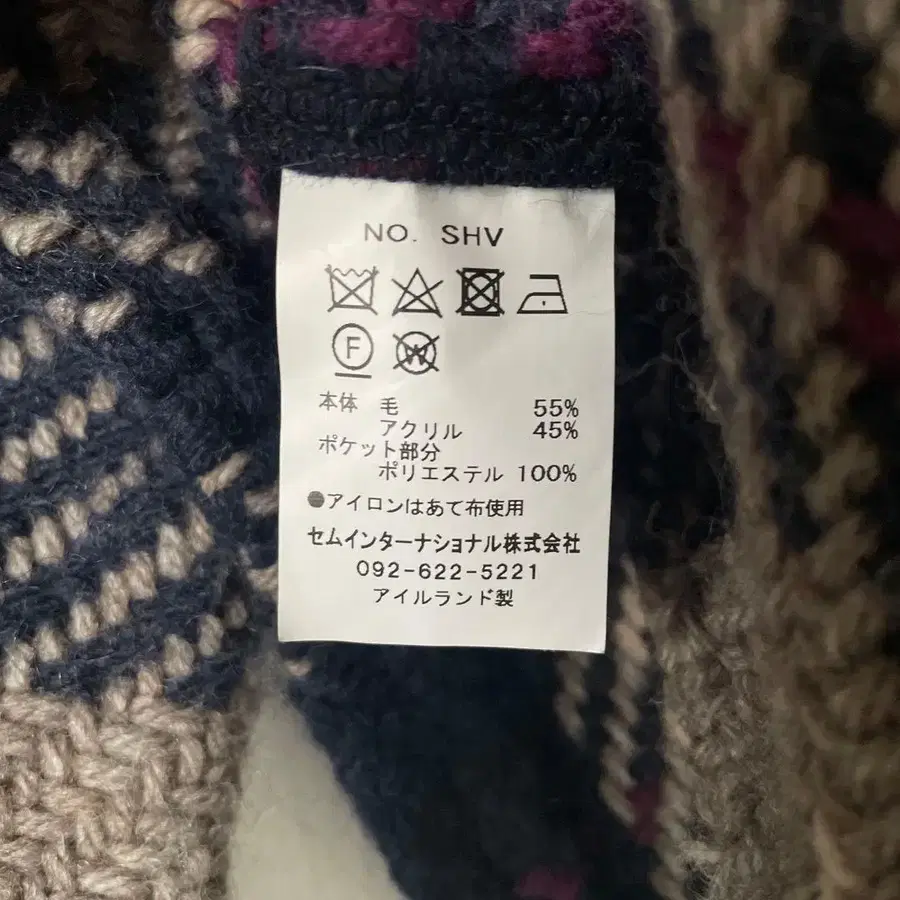 NO. SHV
F
W
本体 毛 55%
アクリル 45%
ポケット部分
ポリエステル 100%
●アイロンはあて布使用
セムインターナショナル株式会社
092-622-5221
アイルランド製